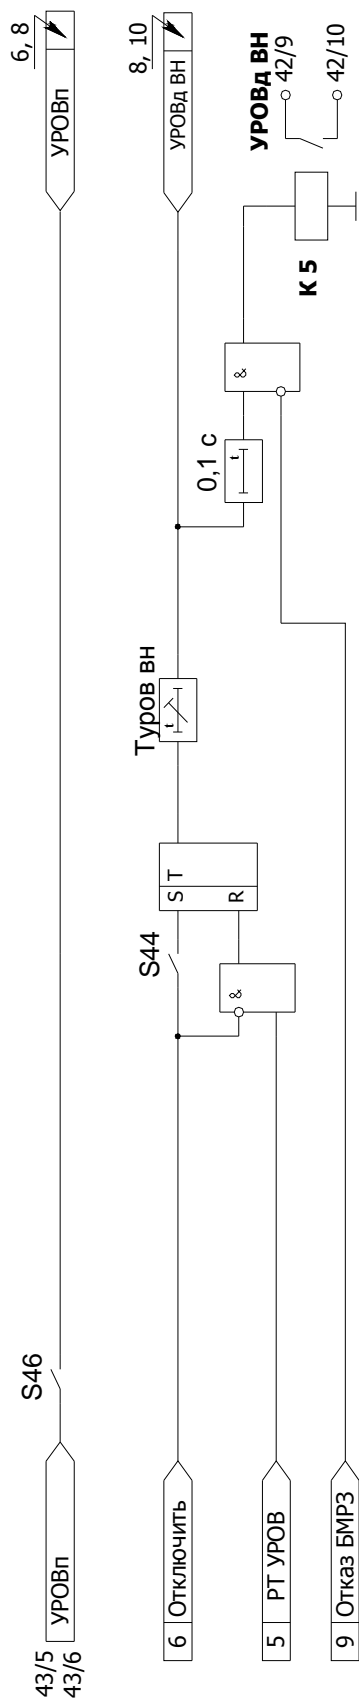 43/5
43/6
УРОВп
S46
УРОВп
6, 8
6 Отключить
S44
S T
R
&
t
Туров вн
УРОВд ВН
8, 10
5 РТ УРОВ
0,1 с
t
&
К 5
УРОВд ВН
42/9
42/10
9 Отказ БМРЗ